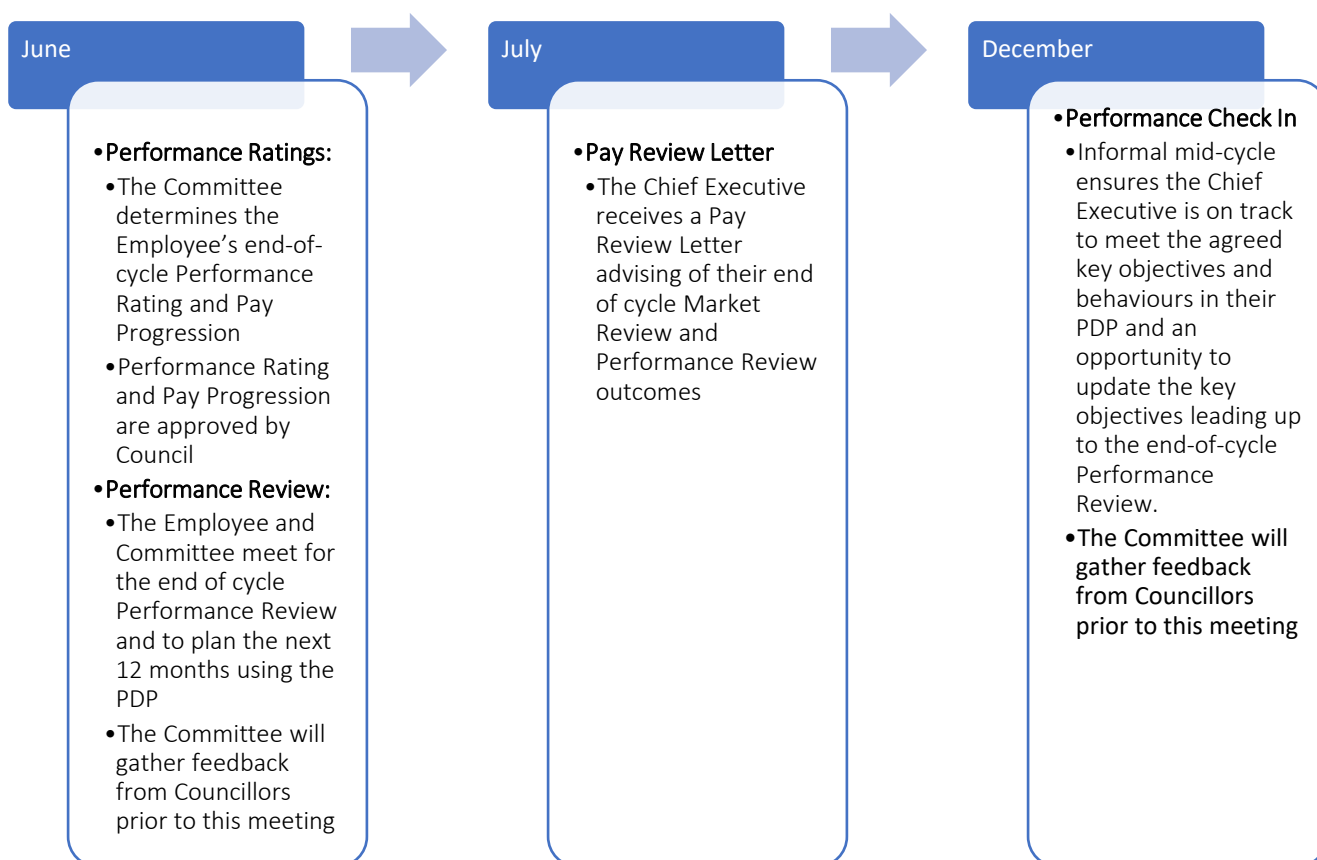 June
•Performance Ratings:
•The Committee
determines the
Employee’s end-of-
cycle Performance
Rating and Pay
Progression
•Performance Rating
and Pay Progression
are approved by
Council
•Performance Review:
•The Employee and
Committee meet for
the end of cycle
Performance Review
and to plan the next
12 months using the
PDP
•The Committee will
gather feedback
from Councillors
prior to this meeting
July
•Pay Review Letter
•The Chief Executive
receives a Pay
Review Letter
advising of their end
of cycle Market
Review and
Performance Review
outcomes
December
•Performance Check In
•Informal mid-cycle
ensures the Chief
Executive is on track
to meet the agreed
key objectives and
behaviours in their
PDP and an
opportunity to
update the key
objectives leading up
to the end-of-cycle
Performance
Review.
•The Committee will
gather feedback
from Councillors
prior to this meeting